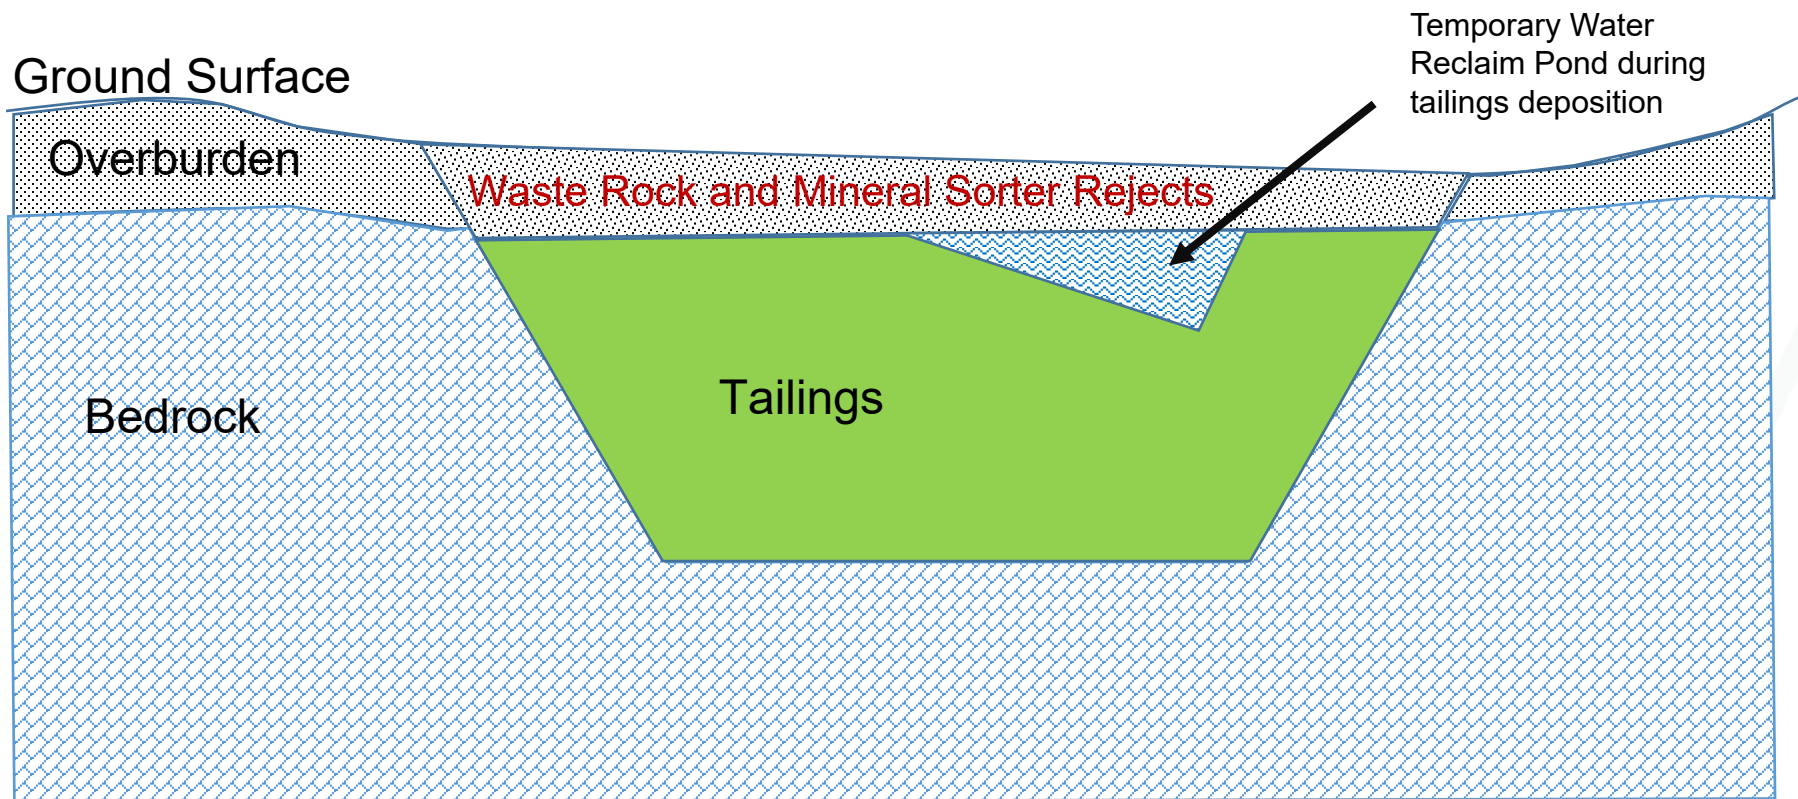 Temporary Water
Reclaim Pond during
tailings deposition
Ground Surface
Overburden
Waste Rock and Mineral Sorter Rejects
Tailings
Bedrock